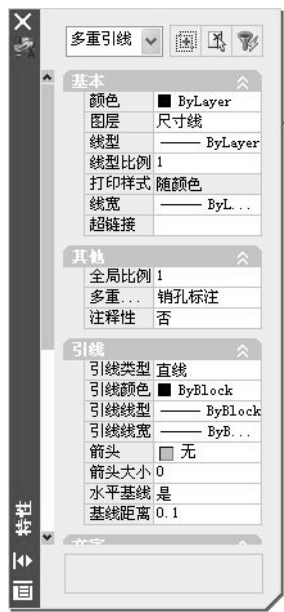 多重引线
基本
颜色 ByLayer
图层 尺寸线
线型 ByLayer
线型比例 1
打印样式 随颜色
线宽 ByL...
超链接
其他
全局比例 1
多重... 销孔标注
注释性 否
引线
引线类型 直线
引线颜色 ByBlock
引线线型 ByBlock
引线线宽 ByB...
箭头 无
箭头大小 0
水平基线 是
基线距离 0.1
特性